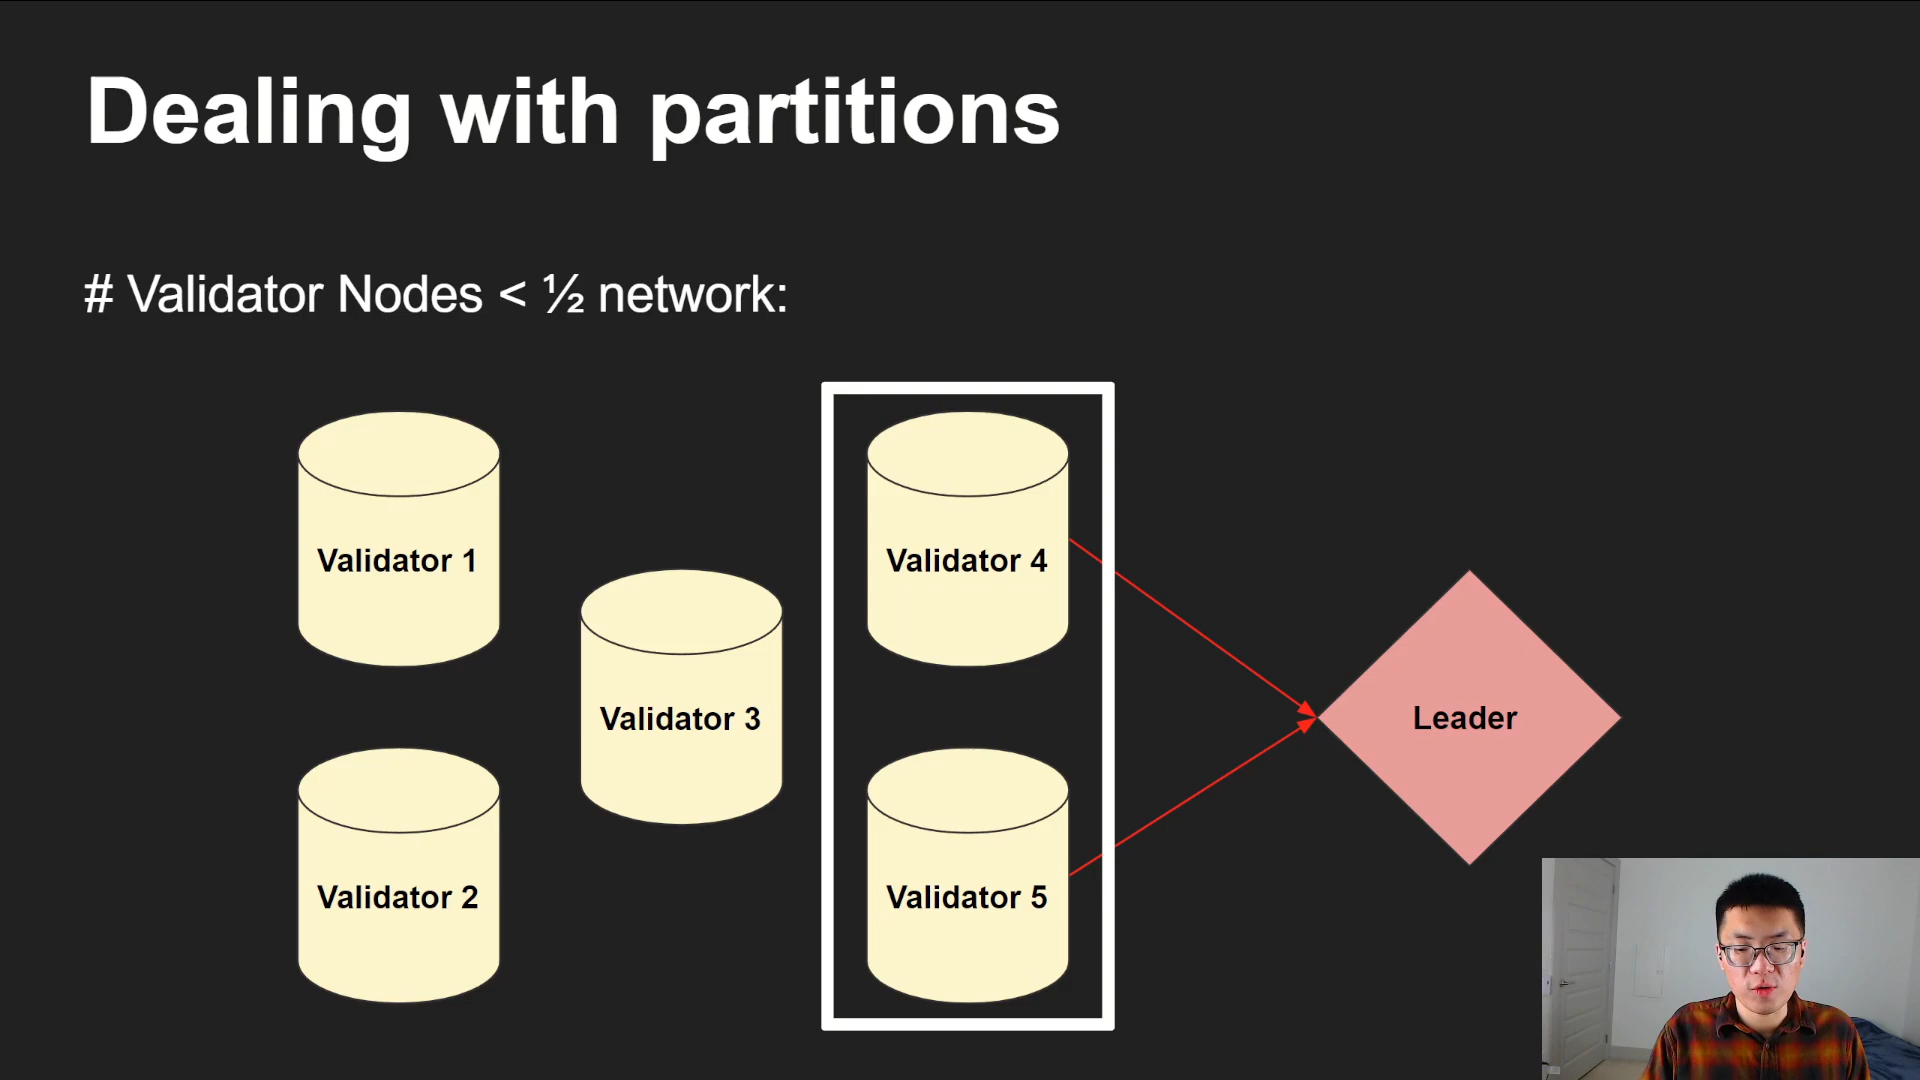 Dealing with partitions
# Validator Nodes < ½ network:
Validator 1
Validator 4
Validator 3
Leader
Validator 2
Validator 5